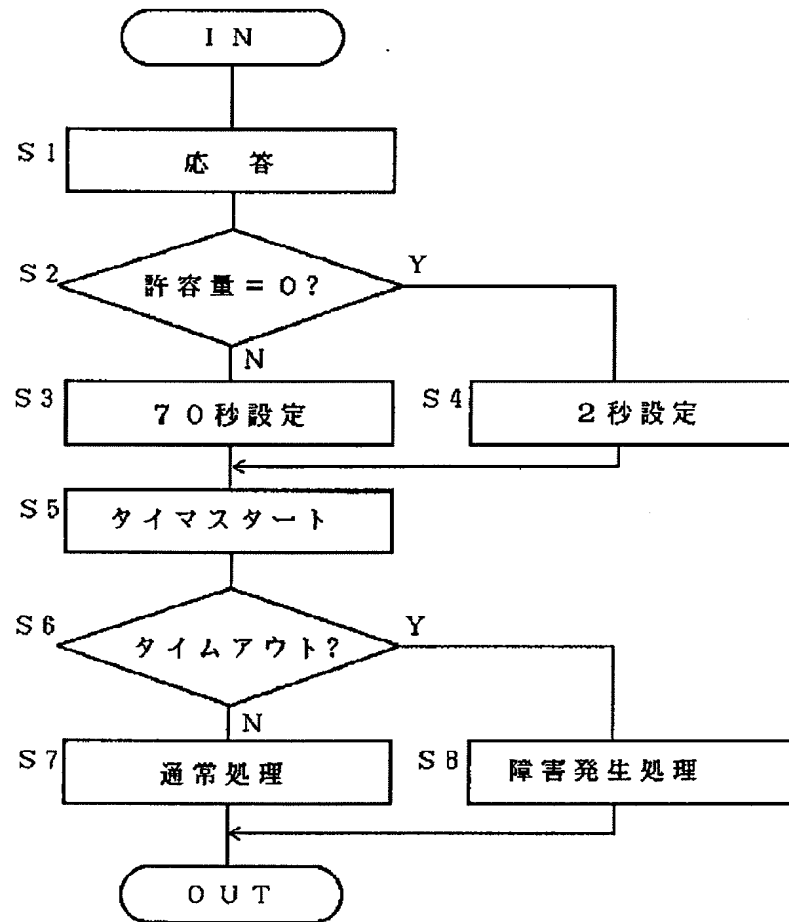 IN
S1
応答
S2
許容量=0?
Y
N
S3
70秒設定
S4
2秒設定
S5
タイマスタート
S6
タイムアウト?
Y
N
S7
通常処理
S8
障害発生処理
OUT